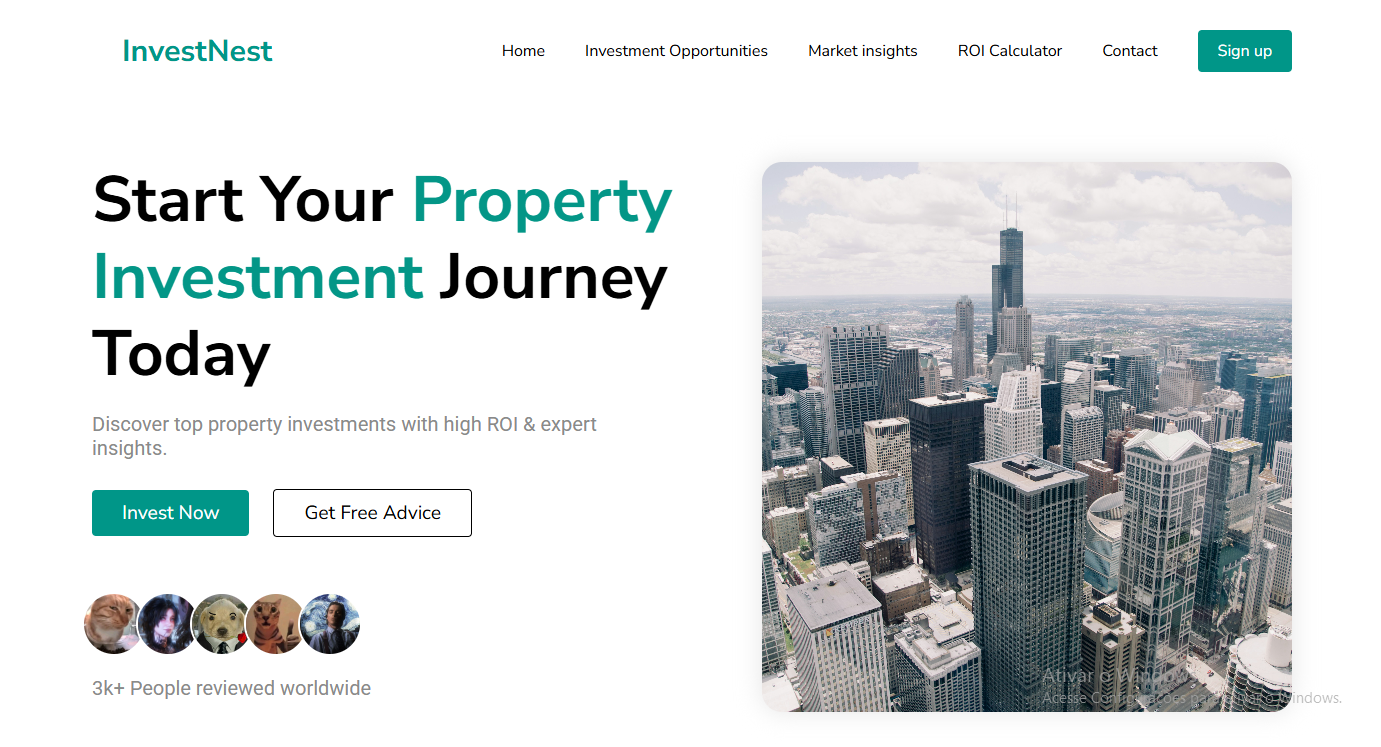 InvestNest
Home
Investment Opportunities
Market insights
ROI Calculator
Contact
Sign up
Start Your Property
Investment Journey
Today
Discover top property investments with high ROI & expert
insights.
Invest Now
Get Free Advice
3k+ People reviewed worldwide
Ativar o Windows
Acesse Configurações para ativar o Windows.